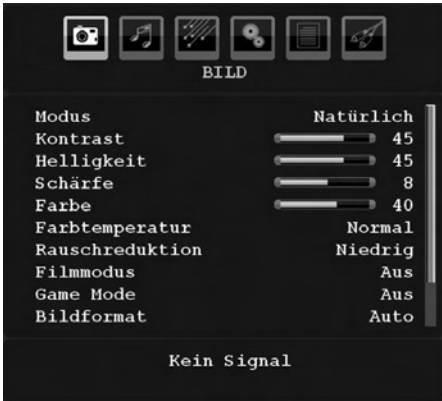 BILD
Modus Natürlich
Kontrast 45
Helligkeit 45
Schärfe 8
Farbe 40
Farbtemperatur Normal
Rauschreduktion Niedrig
Filmmodus Aus
Game Mode Aus
Bildformat Auto
Kein Signal